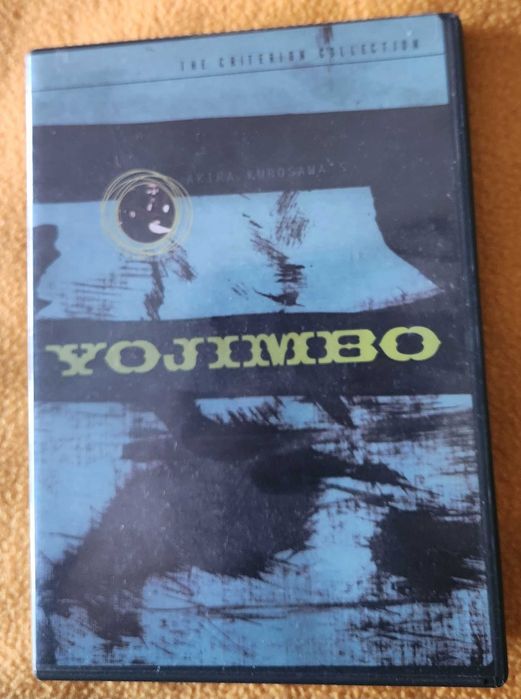 THE CRITERION COLLECTION
AKIRA KUROSAWA'S
YOJIMBO